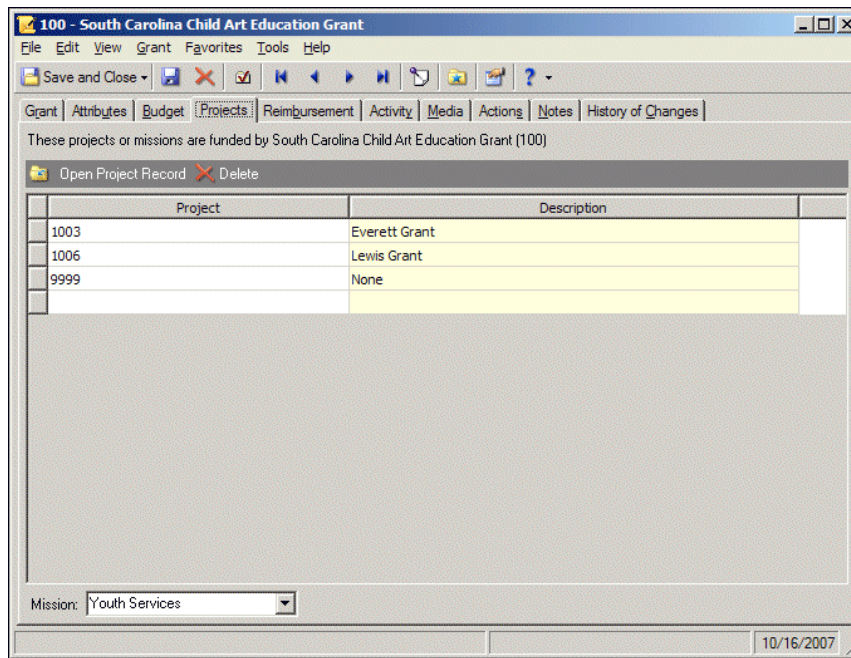 100 - South Carolina Child Art Education Grant
File Edit View Grant Favorites Tools Help
Save and Close
Grant Attributes Budget Projects Reimbursement Activity Media Actions Notes History of Changes
These projects or missions are funded by South Carolina Child Art Education Grant (100)
Open Project Record Delete
Project Description
1003 Everett Grant
1006 Lewis Grant
9999 None
Mission: Youth Services
10/16/2007